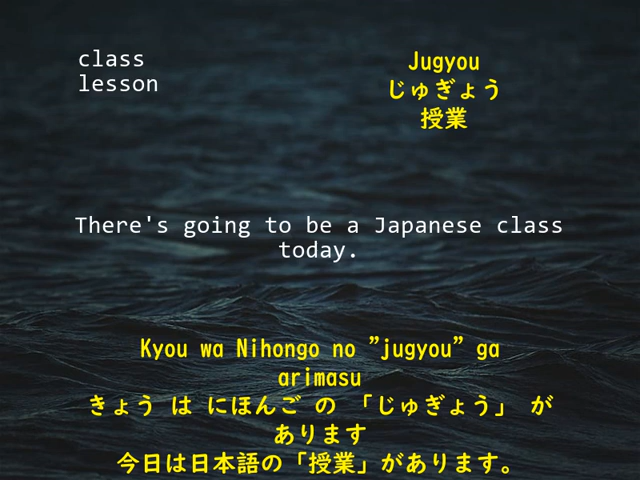 class
lesson
Jugyou
じゅぎょう
授業
There's going to be a Japanese class
today.
Kyou wa Nihongo no ”jugyou” ga
arimasu
きょう は にほんご の 「じゅぎょう」 が
あります
今日は日本語の「授業」があります。